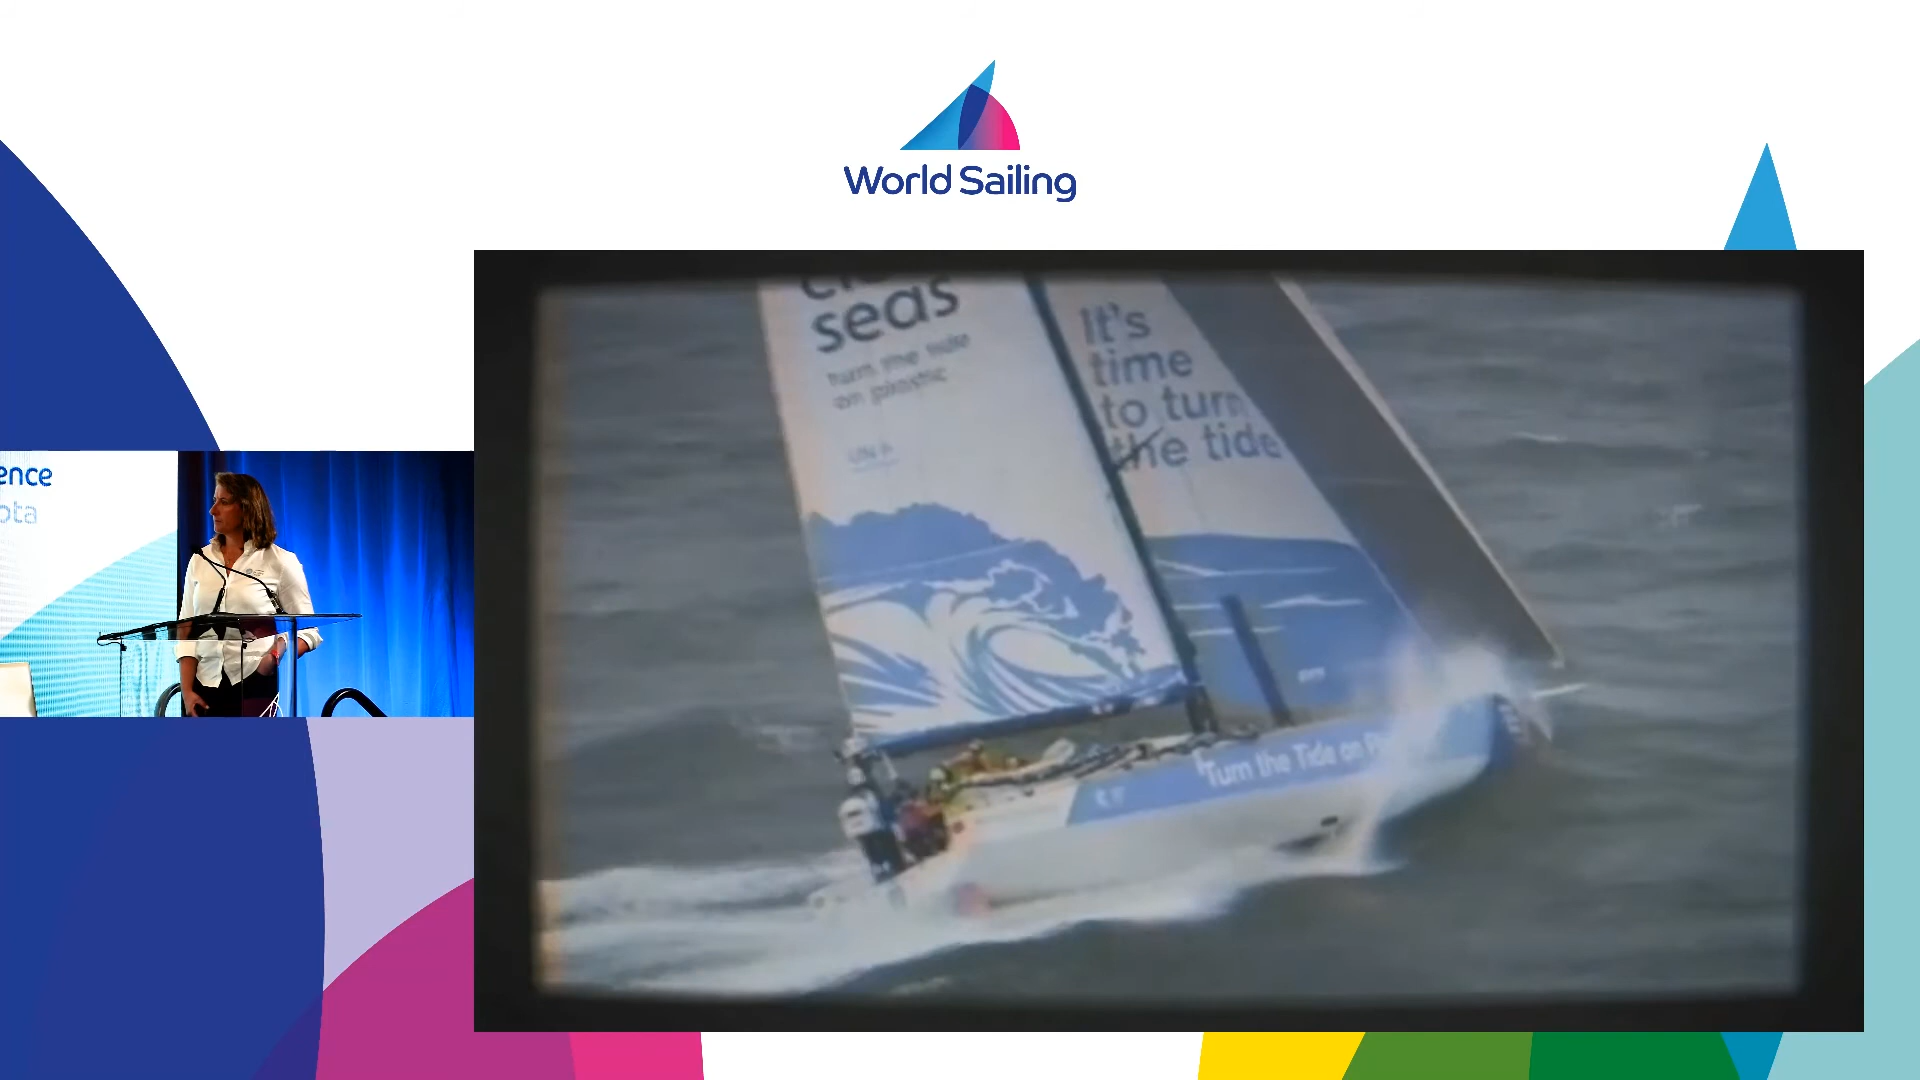 World Sailing
ence
ota
seas
turn the tide
on plastic
It's
time
to turn
the tide
Turn the Tide on